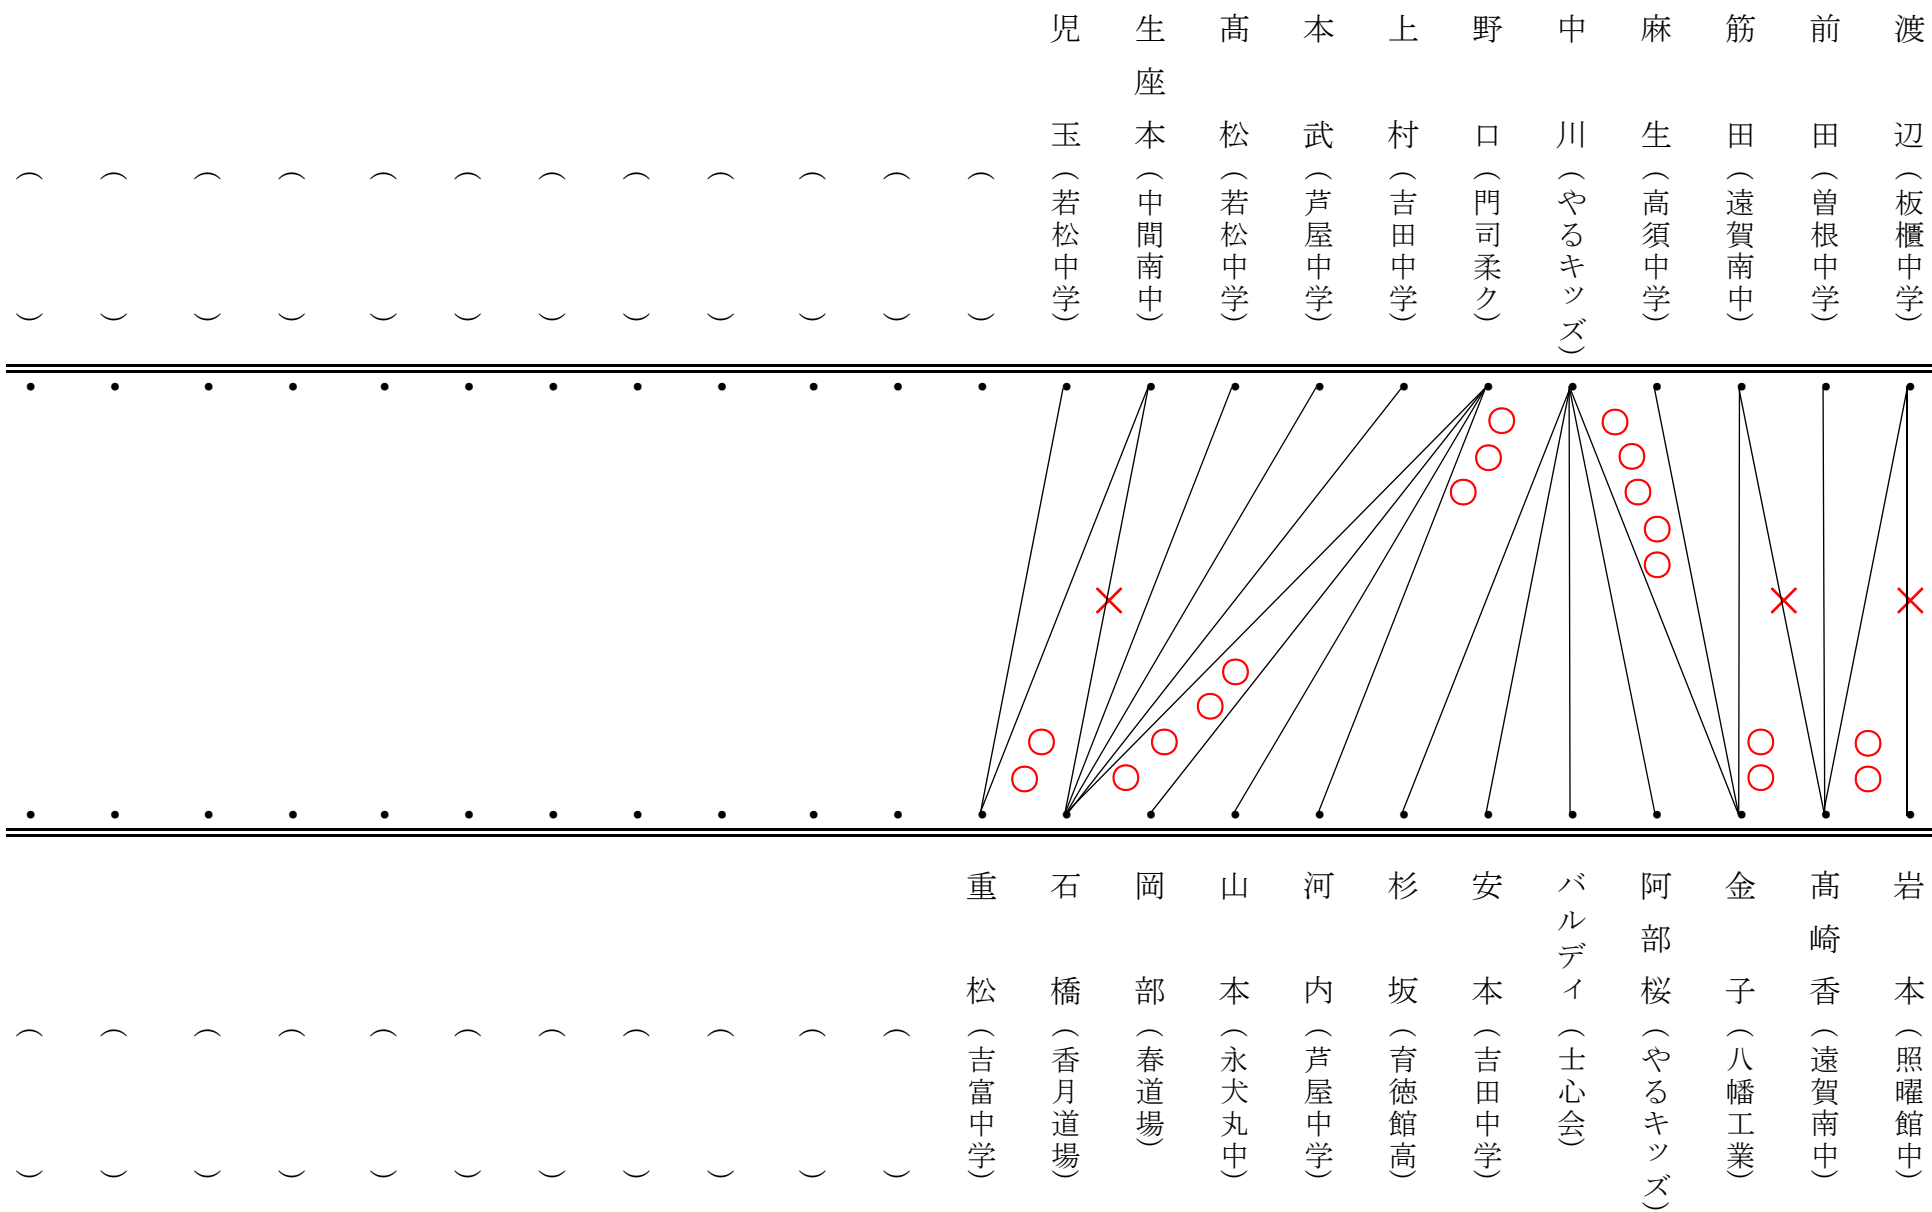 渡辺（板櫃中学）
前田（曽根中学）
筋田（遠賀南中）
麻生（高須中学）
中川（やるキッズ）
野口（門司柔ク）
上村（吉田中学）
本武（芦屋中学）
髙松（若松中学）
生座本（中間南中）
児玉（若松中学）
（　　　　）
（　　　　）
（　　　　）
（　　　　）
（　　　　）
（　　　　）
（　　　　）
（　　　　）
（　　　　）
（　　　　）
（　　　　）
（　　　　）
岩本（照曜館中）
髙崎香（遠賀南中）
金子（八幡工業）
阿部桜（やるキッズ）
バルディ（士心会）
安本（吉田中学）
杉坂（育徳館高）
河内（芦屋中学）
山本（永犬丸中）
岡部（春道場）
石橋（香月道場）
重松（吉富中学）
（　　　　）
（　　　　）
（　　　　）
（　　　　）
（　　　　）
（　　　　）
（　　　　）
（　　　　）
（　　　　）
（　　　　）
（　　　　）